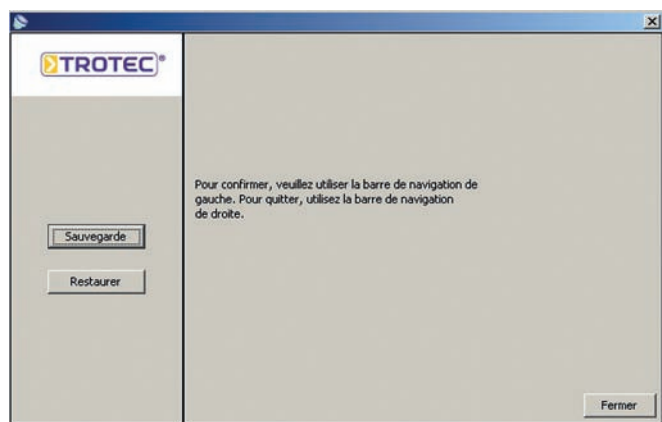 TROTEC®
Pour confirmer, veuillez utiliser la barre de navigation de
gauche. Pour quitter, utilisez la barre de navigation
de droite.
Sauvegarde
Restaurer
Fermer